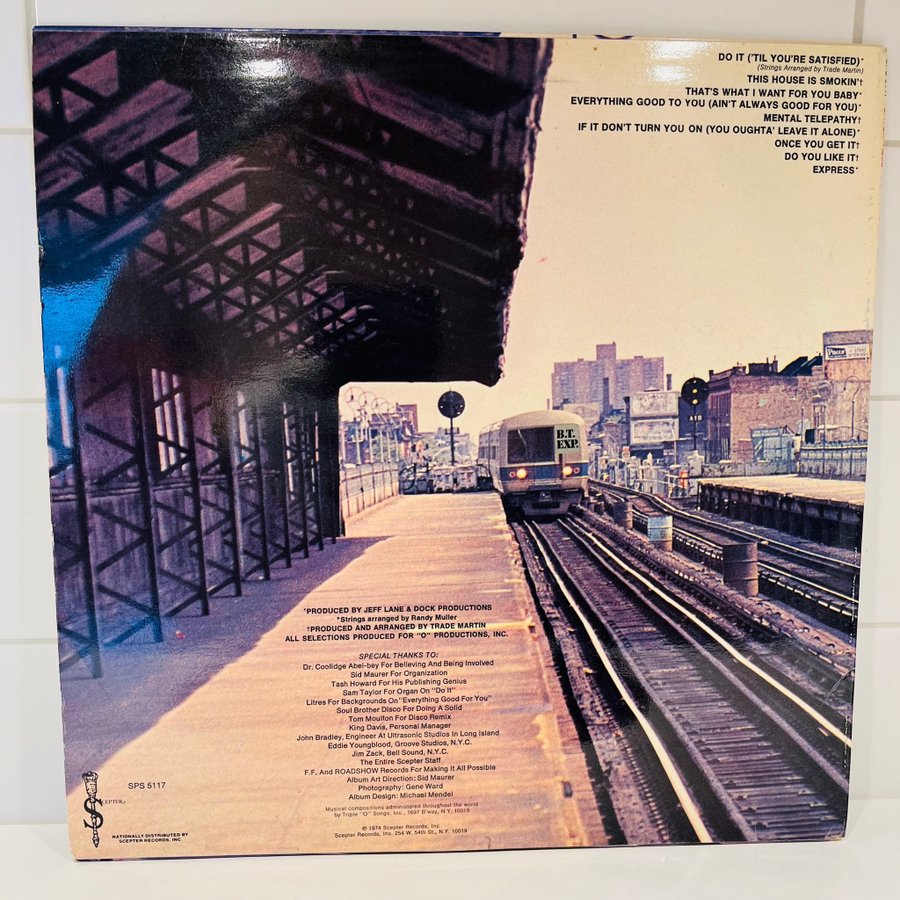 DO IT ('TIL YOU'RE SATISFIED)*
(Strings Arranged by Trade Martin)
THIS HOUSE IS SMOKIN'†
THAT'S WHAT I WANT FOR YOU BABY*
EVERYTHING GOOD TO YOU (AIN'T ALWAYS GOOD FOR YOU)*
MENTAL TELEPATHY†
IF IT DON'T TURN YOU ON (YOU OUGHTA' LEAVE IT ALONE)*
ONCE YOU GET IT†
DO YOU LIKE IT†
EXPRESS*
B.T.
EXP.
*PRODUCED BY JEFF LANE & DOCK PRODUCTIONS
*Strings arranged by Randy Muller
†PRODUCED AND ARRANGED BY TRADE MARTIN
ALL SELECTIONS PRODUCED FOR "O" PRODUCTIONS, INC.
SPECIAL THANKS TO:
Dr. Coolidge Abel-bey For Believing And Being Involved
Sid Maurer For Organization
Tash Howard For His Publishing Genius
Sam Taylor For Organ On "Do It"
Litres For Backgrounds On "Everything Good For You"
Soul Brother Disco For Doing A Solid
Tom Moulton For Disco Remix
King Davis, Personal Manager
John Bradley, Engineer At Ultrasonic Studios In Long Island
Eddie Youngblood, Groove Studios, N.Y.C.
Jim Zack, Bell Sound, N.Y.C.
The Entire Scepter Staff
F.F. And ROADSHOW Records For Making It All Possible
Album Art Direction: Sid Maurer
Photography: Gene Ward
Album Design: Michael Mendel
Musical compositions administered throughout the world
by Triple "O" Songs, Inc., 1697 B'way, N.Y. 10019
© 1974 Scepter Records, Inc.
Scepter Records, Inc. 254 W. 54th St., N.Y. 10019
SPS 5117
SCEPTER
NATIONALLY DISTRIBUTED BY
SCEPTER RECORDS, INC.